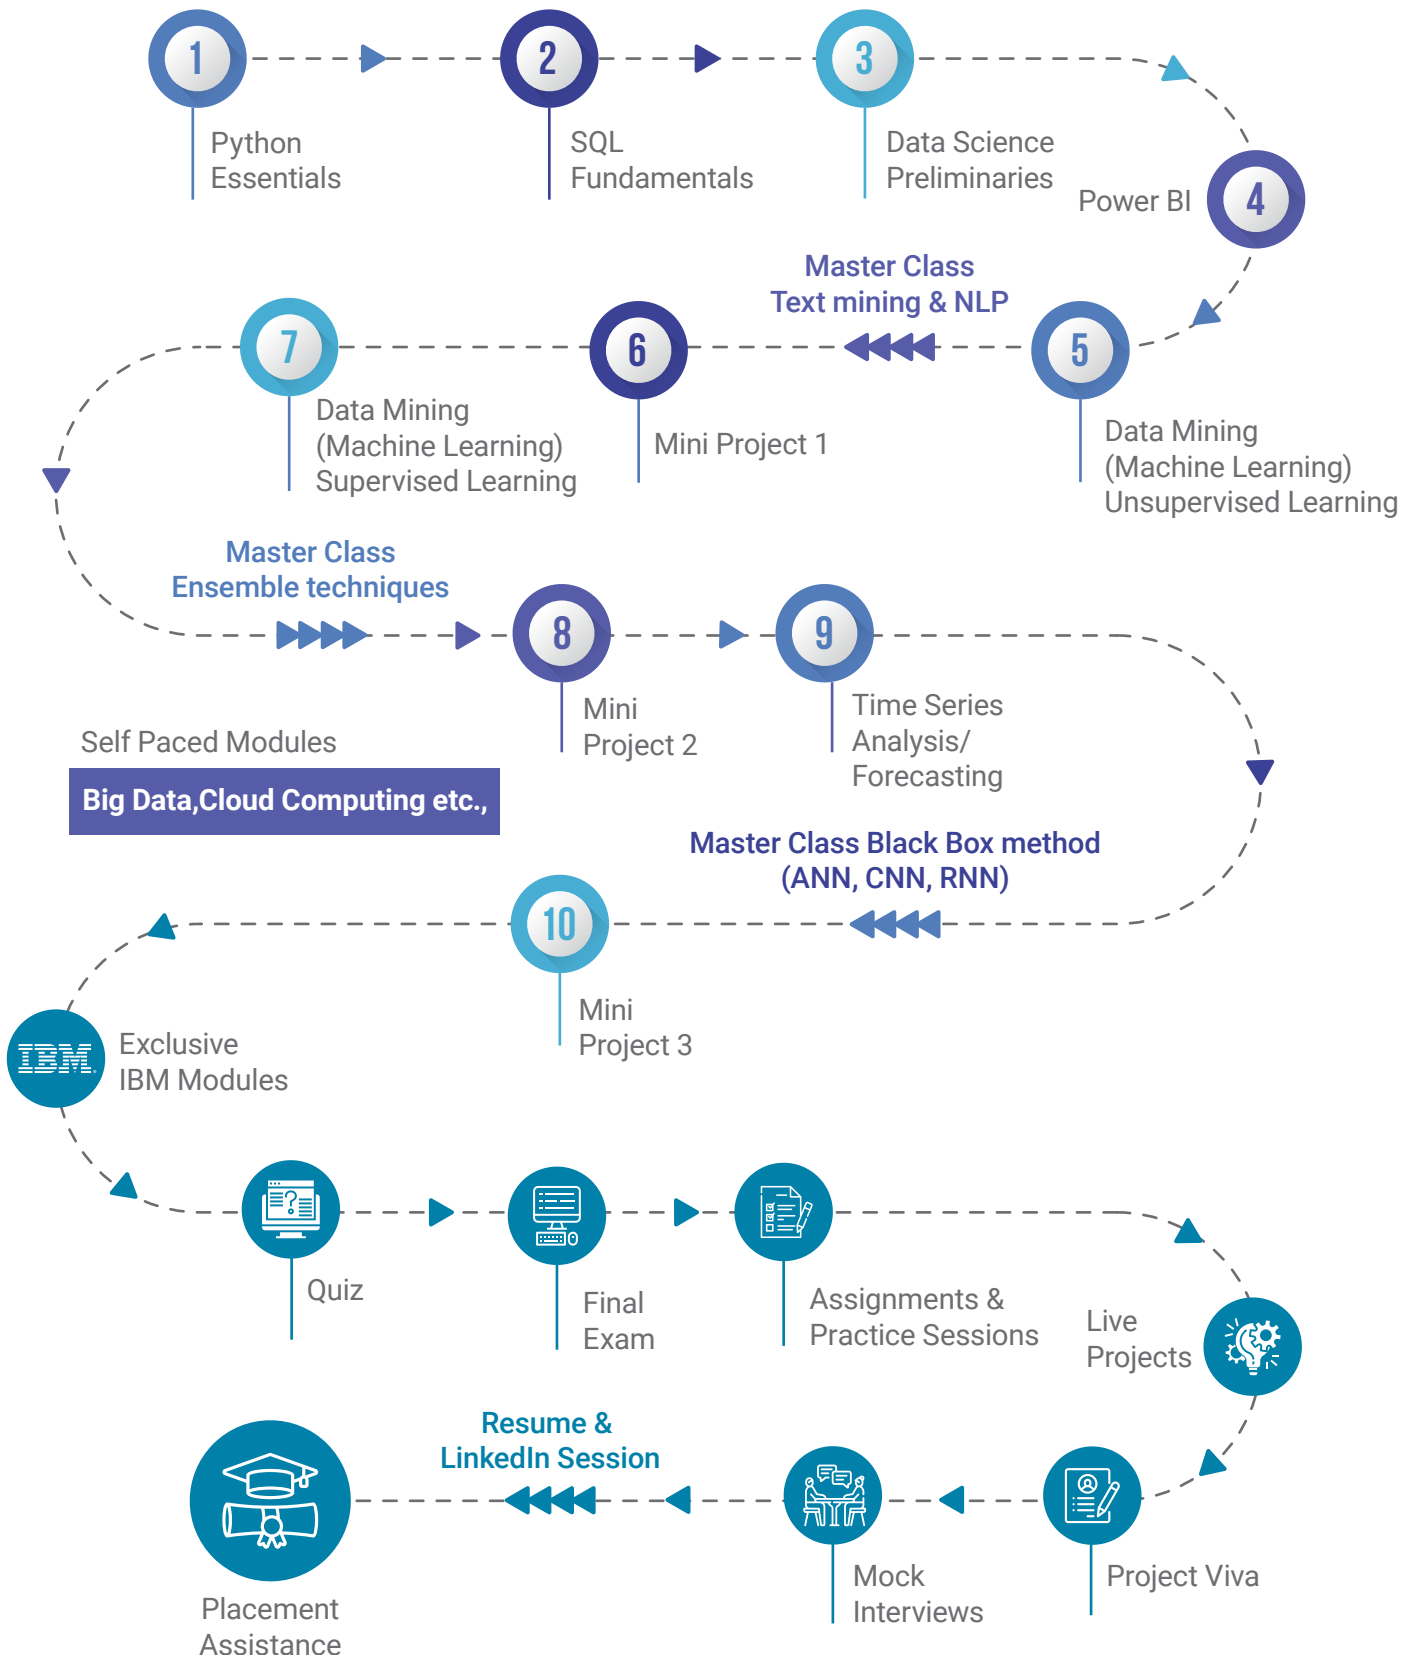 1
Python
Essentials
2
SQL
Fundamentals
3
Data Science
Preliminaries
4
Power BI
5
Data Mining
(Machine Learning)
Unsupervised Learning
Master Class
Text mining & NLP
6
Mini Project 1
7
Data Mining
(Machine Learning)
Supervised Learning
Master Class
Ensemble techniques
8
Mini
Project 2
9
Time Series
Analysis/
Forecasting
Self Paced Modules
Big Data,Cloud Computing etc.,
Master Class Black Box method
(ANN, CNN, RNN)
10
Mini
Project 3
IBM
Exclusive
IBM Modules
?
Quiz
Final
Exam
Assignments &
Practice Sessions
Live
Projects
Project Viva
Mock
Interviews
Resume &
LinkedIn Session
Placement
Assistance